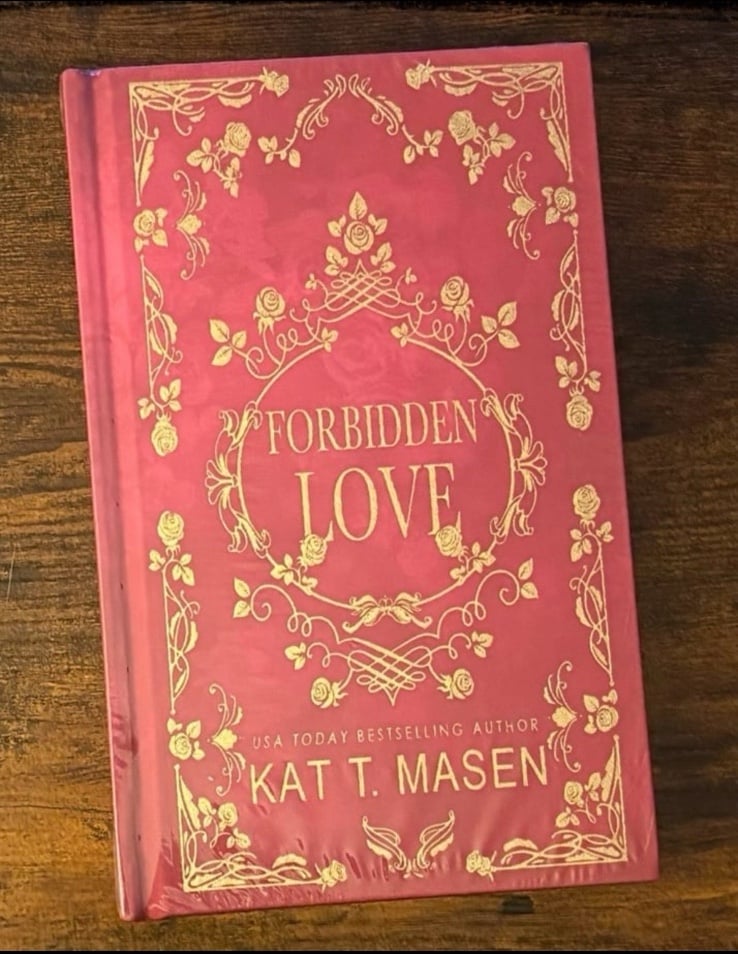 FORBIDDEN
LOVE
USA TODAY BESTSELLING AUTHOR
KAT T. MASEN